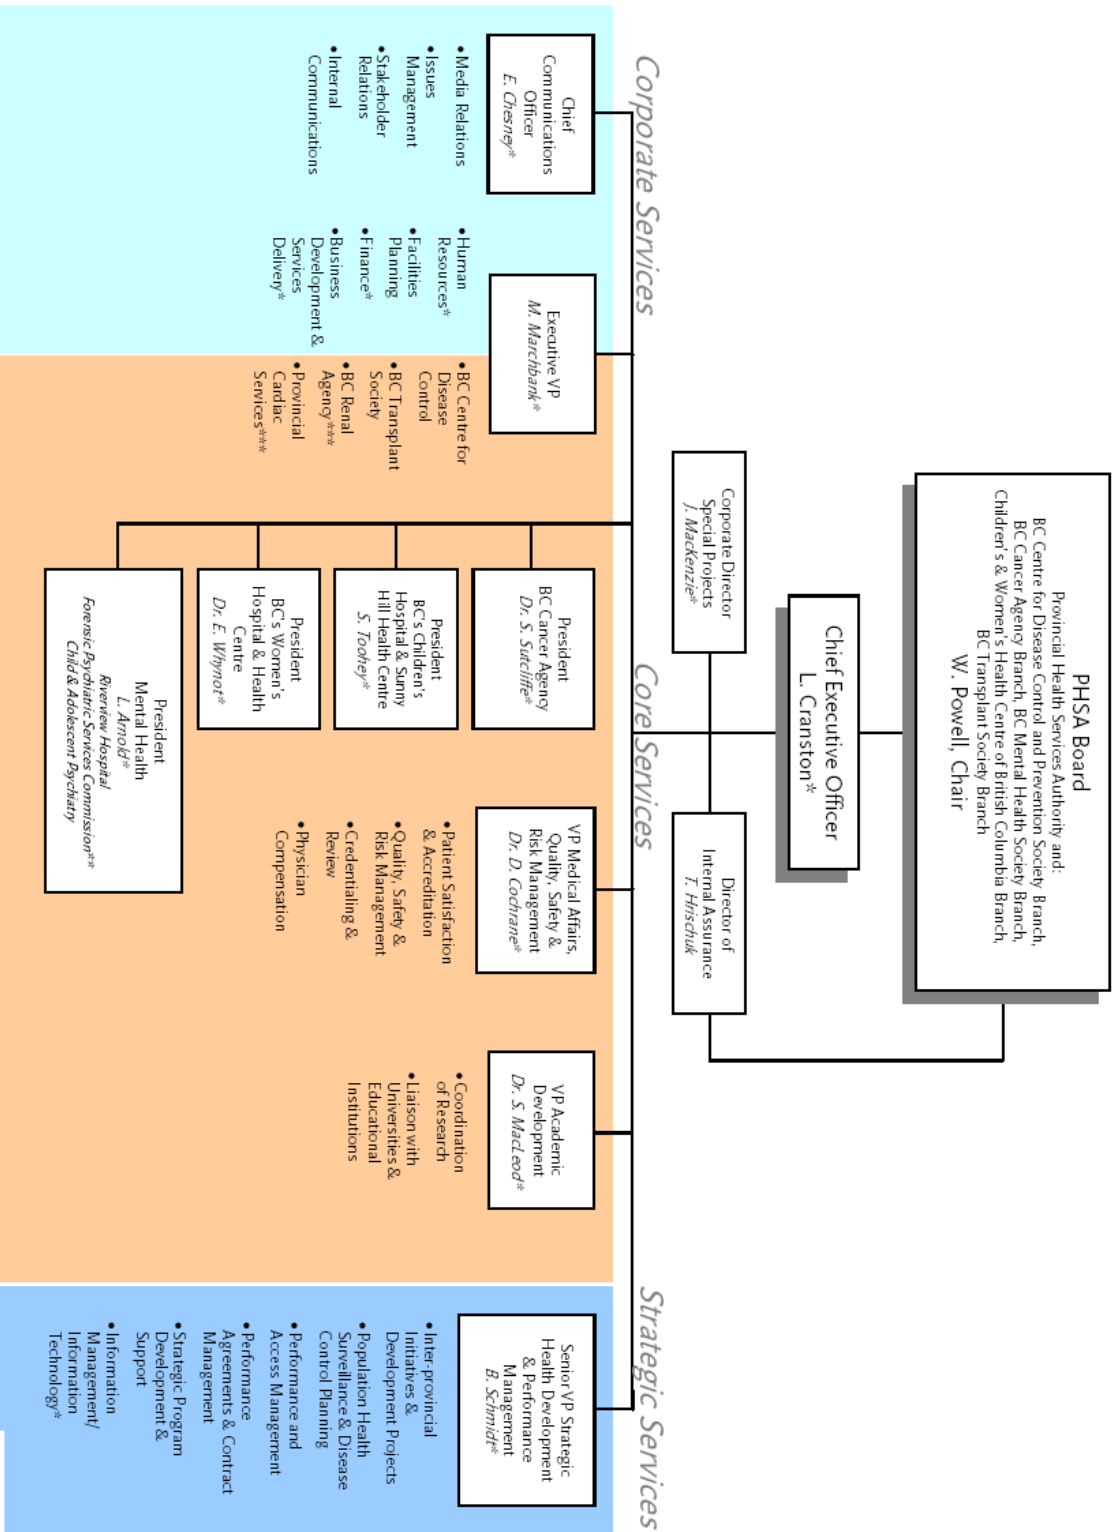 PHSA Board
Provincial Health Services Authority and:
BC Centre for Disease Control and Prevention Society Branch,
BC Cancer Agency Branch, BC Mental Health Society Branch,
Children's & Women's Health Centre of British Columbia Branch,
BC Transplant Society Branch
W. Powell, Chair
Chief Executive Officer
L. Cranston*
Corporate Director
Special Projects
J. MacKenzie*
Director of
Internal Assurance
T. Hrischuk
Corporate Services
Core Services
Strategic Services
Chief
Communications
Officer
E. Chesney*
• Media Relations
• Issues
Management
• Stakeholder
Relations
• Internal
Communications
Executive VP
M. Marchbank*
• Human
Resources*
• Facilities
Planning
• Finance*
• Business
Development &
Services
Delivery*
• BC Centre for
Disease
Control
• BC Transplant
Society
• BC Renal
Agency***
• Provincial
Cardiac
Services***
President
BC Cancer Agency
Dr. S. Sutcliffe*
President
BC's Children's
Hospital & Sunny
Hill Health Centre
S. Toohey*
President
BC's Women's
Hospital & Health
Centre
Dr. E. Whynot*
President
Mental Health
L. Arnold*
Riverview Hospital
Forensic Psychiatric Services Commission**
Child & Adolescent Psychiatry
VP Medical Affairs,
Quality, Safety &
Risk Management
Dr. D. Cochrane*
• Patient Satisfaction
& Accreditation
• Quality, Safety &
Risk Management
• Credentialing &
Review
• Physician
Compensation
VP Academic
Development
Dr. S. MacLeod*
• Coordination
of Research
• Liaison with
Universities &
Educational
Institutions
Senior VP Strategic
Health Development
& Performance
Management
B. Schmidt*
• Inter-provincial
Initiatives &
Development Projects
• Population Health
Surveillance & Disease
Control Planning
• Performance and
Access Management
• Performance
Agreements & Contract
Management
• Strategic Program
Development &
Support
• Information
Management/
Information
Technology*